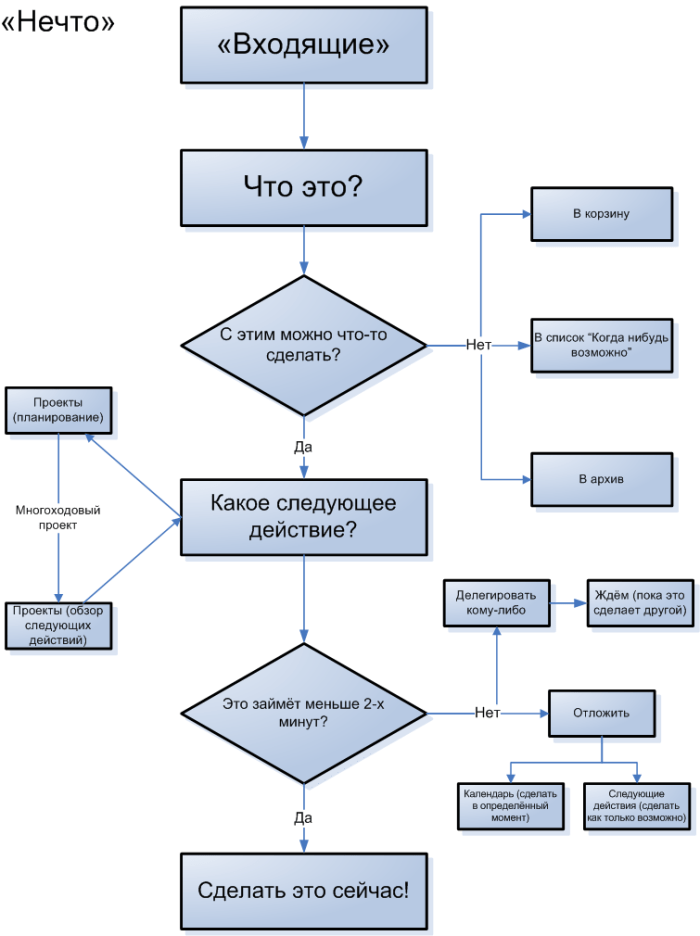 «Нечто»
«Входящие»
Что это?
В корзину
С этим можно что-то
сделать?
Нет
В список "Когда нибудь
возможно"
Проекты
(планирование)
Да
В архив
Какое следующее
действие?
Многоходовый
проект
Проекты (обзор
следующих
действий)
Делегировать
кому-либо
Ждём (пока это
сделает другой)
Это займёт меньше 2-х
минут?
Нет
Отложить
Календарь (сделать
в определённый
момент)
Следующие
действия (сделать
как только возможно)
Да
Сделать это сейчас!